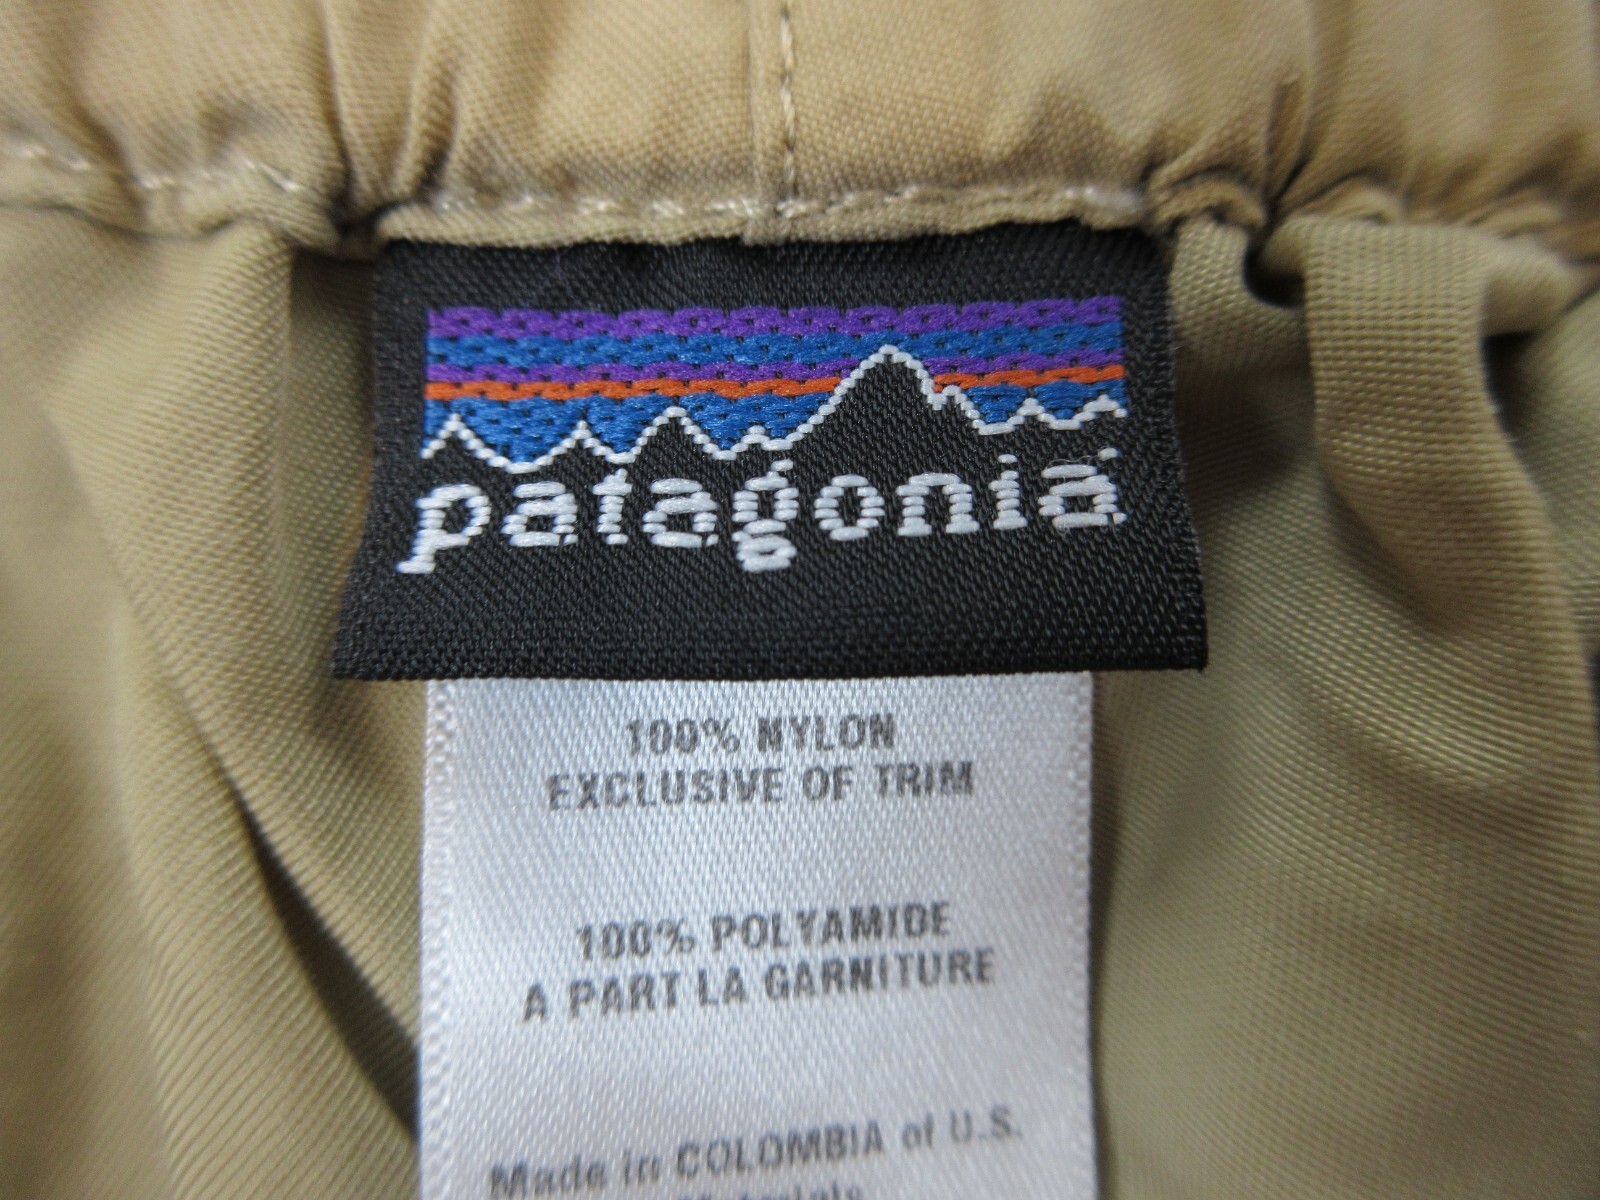 patagonia
100% NYLON
EXCLUSIVE OF TRIM
100% POLYAMIDE
A PART LA GARNITURE
Made in COLOMBIA of U.S.